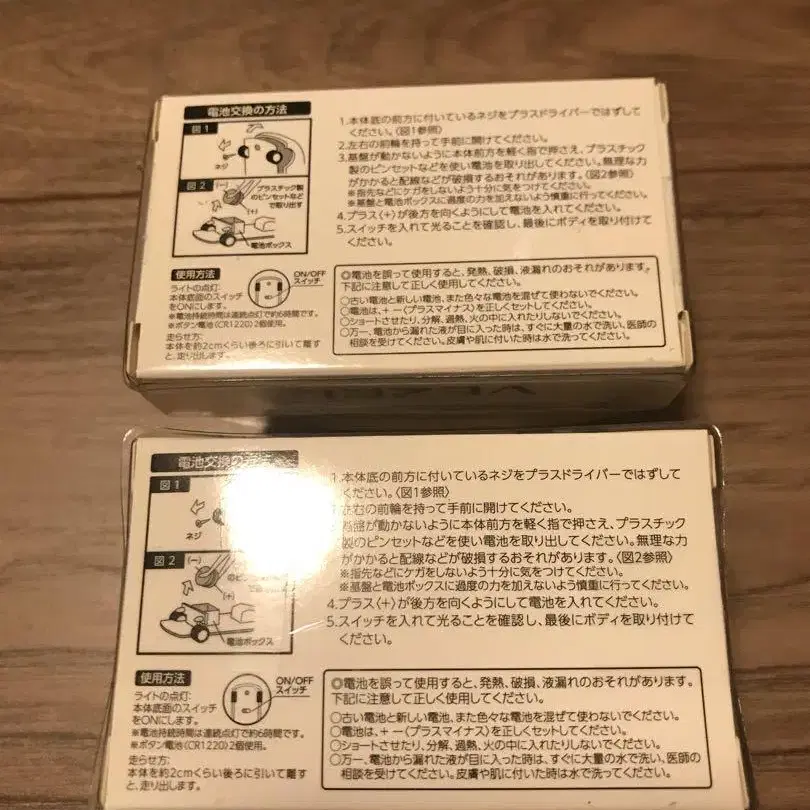 電池交換の方法
図1
ネジ
図2
(−)
プラスチック製
のピンセットなど
で取り出す
(+)
電池ボックス
1.本体底の前方に付いているネジをプラスドライバーではずして
ください。〈図1参照〉
2.左右の前輪を持って手前に開けてください。
3.基盤が動かないように本体前方を軽く指で押さえ、プラスチック
製のピンセットなどを使い電池を取り出してください。無理な力
がかかると配線などが破損するおそれがあります。〈図2参照〉
※指先などにケガをしないよう十分に気をつけてください。
※基盤と電池ボックスに過度の力を加えないよう慎重に行ってください。
4.プラス〈+〉が後方を向くようにして電池を入れてください。
5.スイッチを入れて光ることを確認し、最後にボディを取り付けて
ください。
使用方法
ON/OFF
スイッチ
ライトの点灯:
本体底面のスイッチ
をONにします。
※電池持続時間は連続点灯で約6時間です。
※ボタン電池(CR1220)2個使用。
走らせ方:
本体を約2cmくらい後ろに引いて離す
と、走り出します。
◎電池を誤って使用すると、発熱、破損、液漏れのおそれがあります。
下記に注意して正しく使用してください。
○古い電池と新しい電池、また色々な電池を混ぜて使わないでください。
○電池は、+ −(プラスマイナス)を正しくセットしてください。
○ショートさせたり、分解、過熱、火の中に入れたりしないでください。
○万一、電池から漏れた液が目に入った時は、すぐに大量の水で洗い、医師の
相談を受けてください。皮膚や肌に付いた時は水で洗ってください。
電池交換の方法
図1
ネジ
図2
(−)
のピンセットなど
(+)
電池ボックス
1.本体底の前方に付いているネジをプラスドライバーではずして
ください。〈図1参照〉
左右の前輪を持って手前に開けてください。
基盤が動かないように本体前方を軽く指で押さえ、プラスチック
製のピンセットなどを使い電池を取り出してください。無理な力
がかかると配線などが破損するおそれがあります。〈図2参照〉
※指先などにケガをしないよう十分に気をつけてください。
※基盤と電池ボックスに過度の力を加えないよう慎重に行ってください。
4.プラス〈+〉が後方を向くようにして電池を入れてください。
5.スイッチを入れて光ることを確認し、最後にボディを取り付けて
ください。
使用方法
ON/OFF
スイッチ
ライトの点灯:
本体底面のスイッチ
をONにします。
※電池持続時間は連続点灯で約6時間です。
※ボタン電池(CR1220)2個使用。
走らせ方:
本体を約2cmくらい後ろに引いて離す
と、走り出します。
◎電池を誤って使用すると、発熱、破損、液漏れのおそれがあります。
下記に注意して正しく使用してください。
○古い電池と新しい電池、また色々な電池を混ぜて使わないでください。
○電池は、+ −(プラスマイナス)を正しくセットしてください。
○ショートさせたり、分解、過熱、火の中に入れたりしないでください。
○万一、電池から漏れた液が目に入った時は、すぐに大量の水で洗い、医師の
相談を受けてください。皮膚や肌に付いた時は水で洗ってください。